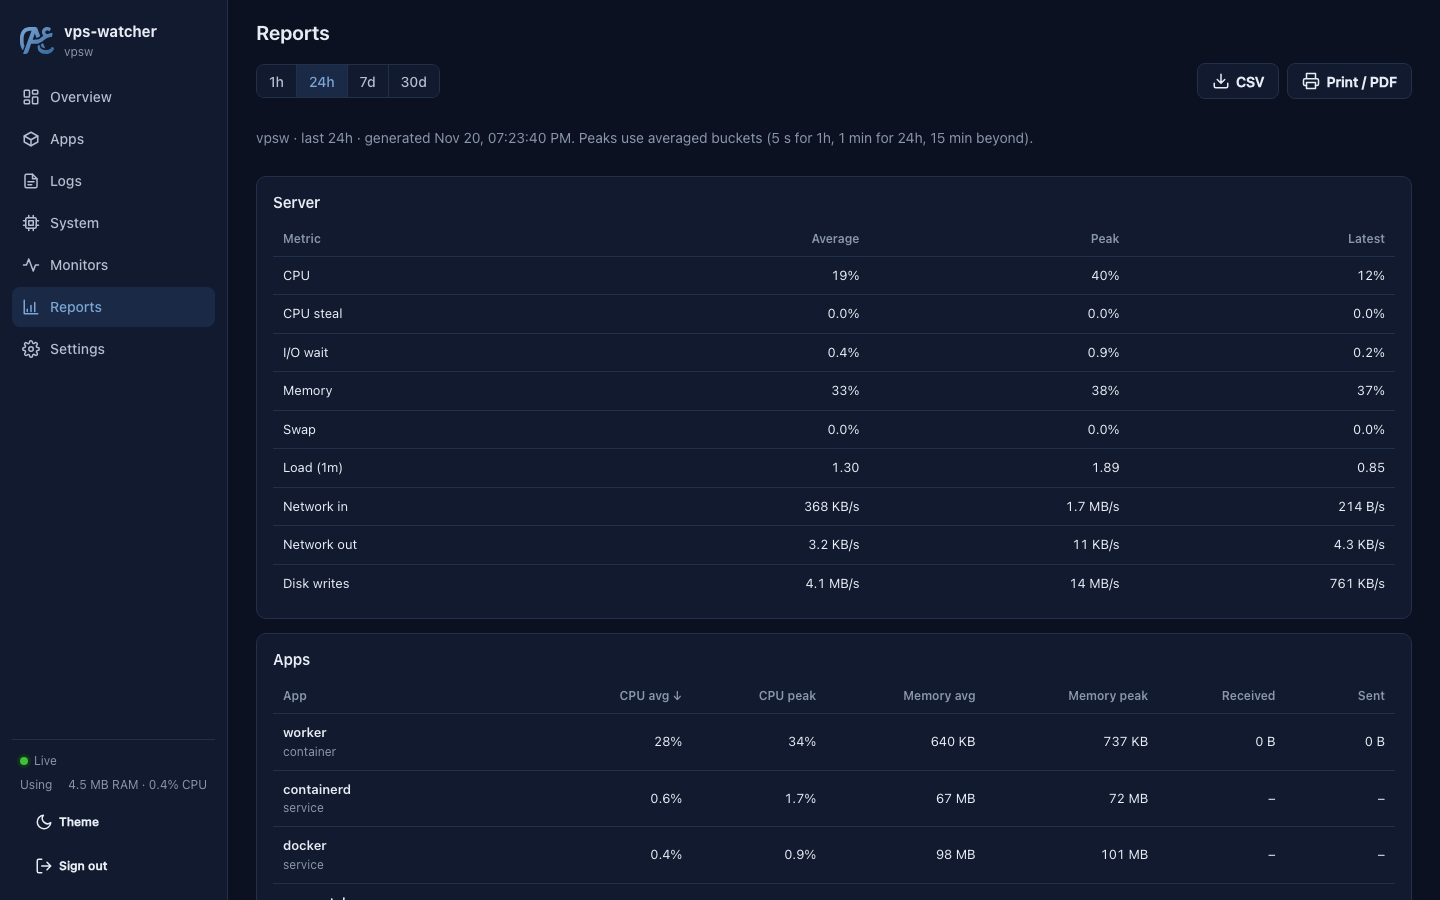 vps-watcher
vpsw
Overview
Apps
Logs
System
Monitors
Reports
Settings
Live
Using 4.5 MB RAM · 0.4% CPU
Theme
Sign out
Reports
1h 24h 7d 30d
CSV Print / PDF
vpsw · last 24h · generated Nov 20, 07:23:40 PM. Peaks use averaged buckets (5 s for 1h, 1 min for 24h, 15 min beyond).
Server
Metric Average Peak Latest
CPU 19% 40% 12%
CPU steal 0.0% 0.0% 0.0%
I/O wait 0.4% 0.9% 0.2%
Memory 33% 38% 37%
Swap 0.0% 0.0% 0.0%
Load (1m) 1.30 1.89 0.85
Network in 368 KB/s 1.7 MB/s 214 B/s
Network out 3.2 KB/s 11 KB/s 4.3 KB/s
Disk writes 4.1 MB/s 14 MB/s 761 KB/s
Apps
App CPU avg ↓ CPU peak Memory avg Memory peak Received Sent
worker
container 28% 34% 640 KB 737 KB 0 B 0 B
containerd
service 0.6% 1.7% 67 MB 72 MB – –
docker
service 0.4% 0.9% 98 MB 101 MB – –